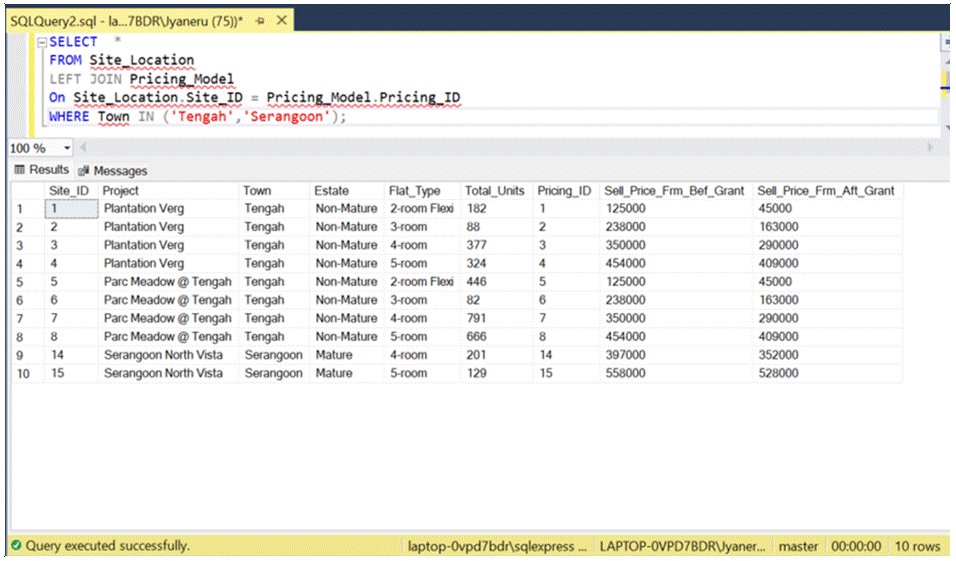 SQLQuery2.sql - la...7BDR\Jyaneru (75))*
SELECT *
FROM Site_Location
LEFT JOIN Pricing_Model
On Site_Location.Site_ID = Pricing_Model.Pricing_ID
WHERE Town IN ('Tengah','Serangoon');
100 %
Results Messages
Site_ID Project Town Estate Flat_Type Total_Units Pricing_ID Sell_Price_Frm_Bef_Grant Sell_Price_Frm_Aft_Grant
1 1 Plantation Verg Tengah Non-Mature 2-room Flexi 182 1 125000 45000
2 2 Plantation Verg Tengah Non-Mature 3-room 88 2 238000 163000
3 3 Plantation Verg Tengah Non-Mature 4-room 377 3 350000 290000
4 4 Plantation Verg Tengah Non-Mature 5-room 324 4 454000 409000
5 5 Parc Meadow @ Tengah Tengah Non-Mature 2-room Flexi 446 5 125000 45000
6 6 Parc Meadow @ Tengah Tengah Non-Mature 3-room 82 6 238000 163000
7 7 Parc Meadow @ Tengah Tengah Non-Mature 4-room 791 7 350000 290000
8 8 Parc Meadow @ Tengah Tengah Non-Mature 5-room 666 8 454000 409000
9 14 Serangoon North Vista Serangoon Mature 4-room 201 14 397000 352000
10 15 Serangoon North Vista Serangoon Mature 5-room 129 15 558000 528000
Query executed successfully. laptop-0vpd7bdr\sqlexpress ... LAPTOP-0VPD7BDR\Jyaner... master 00:00:00 10 rows